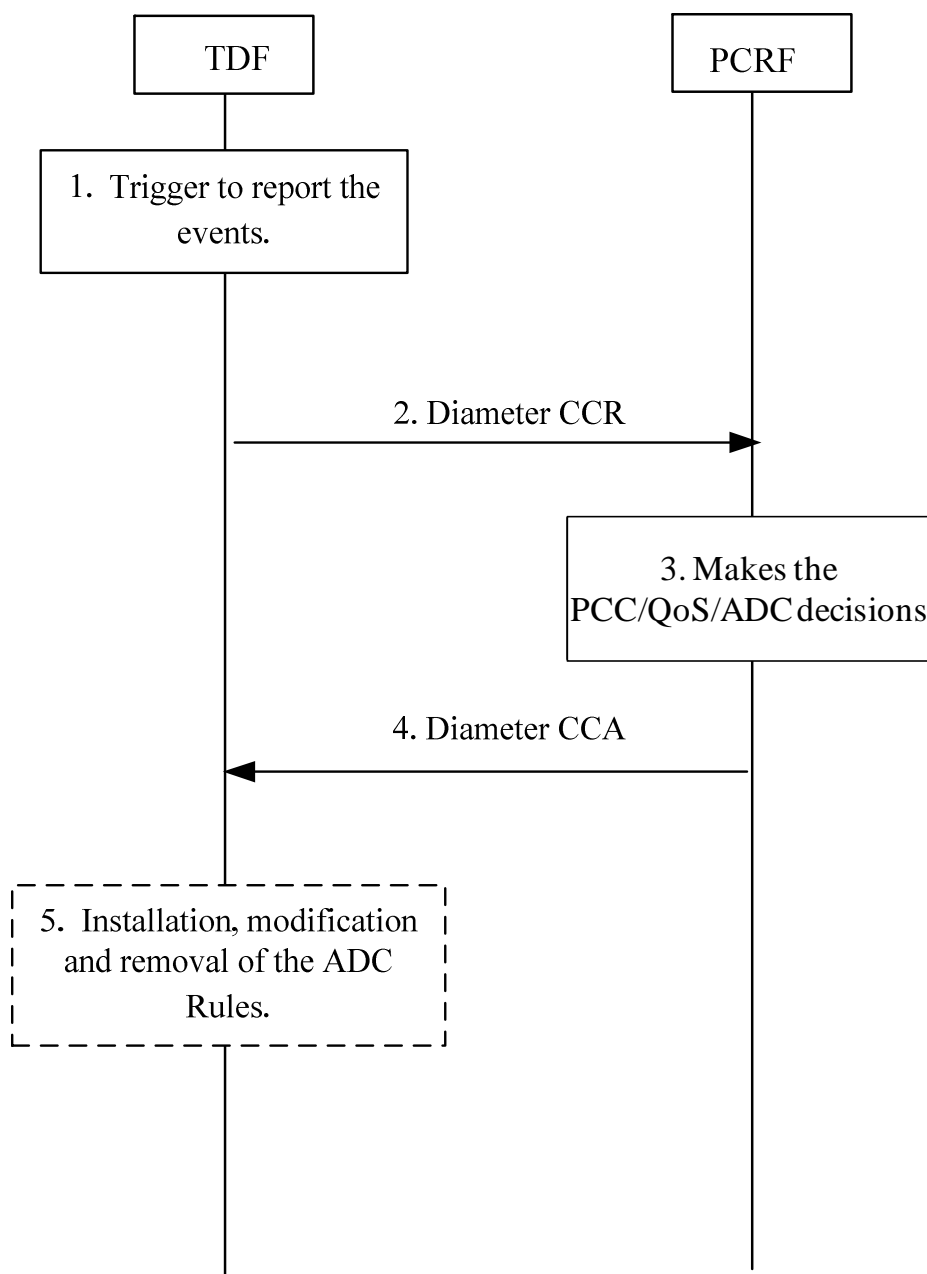 TDF
PCRF
1. Trigger to report the
events.
2. Diameter CCR
3. Makes the
PCC/QoS/ADC decisions
4. Diameter CCA
5. Installation, modification
and removal of the ADC
Rules.